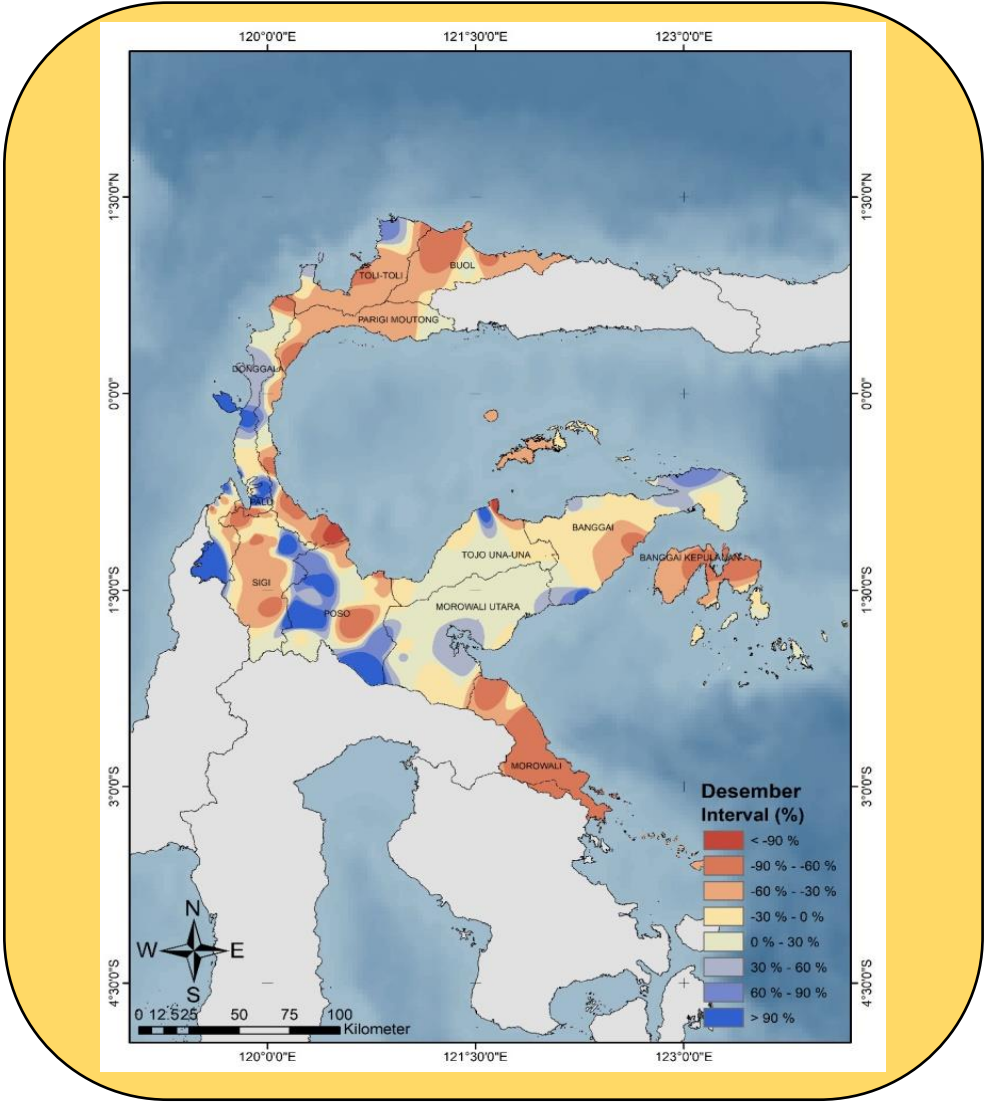 120°0'0"E 121°30'0"E 123°0'0"E
1°30'0"N 1°30'0"N
BUOL
TOLI-TOLI
PARIGI MOUTONG
DONGGALA
0°0'0" 0°0'0"
PALU
BANGGAI
TOJO UNA-UNA
BANGGAI KEPULAUAN
SIGI
1°30'0"S 1°30'0"S
POSO
MOROWALI UTARA
MOROWALI
3°0'0"S 3°0'0"S
Desember
Interval (%)
< -90 %
-90 % - -60 %
-60 % - -30 %
-30 % - 0 %
0 % - 30 %
30 % - 60 %
60 % - 90 %
> 90 %
N
W E
S
4°30'0"S 4°30'0"S
0 12.525 50 75 100
Kilometer
120°0'0"E 121°30'0"E 123°0'0"E